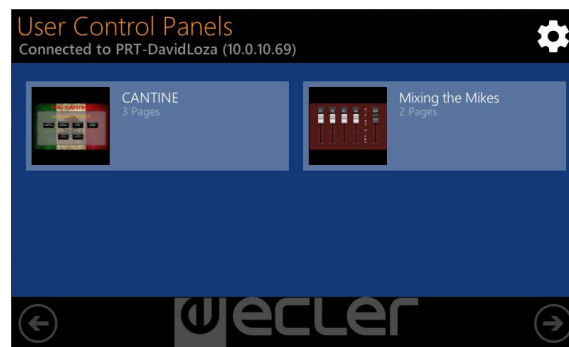 User Control Panels
Connected to PRT-DavidLoza (10.0.10.69)
CANTINE
3 Pages
Mixing the Mikes
2 Pages
ecler